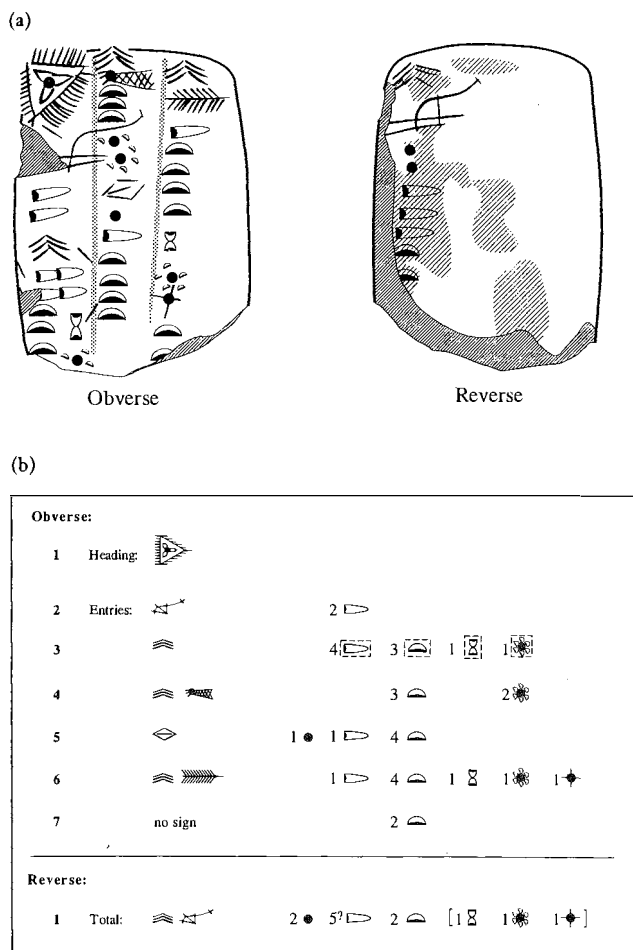 (a)
Obverse
Reverse
(b)
Obverse:
1 Heading:
2 Entries: 2
3 4 3 1 1
4 3 2
5 1 1 4
6 1 4 1 1 1
7 no sign 2
Reverse:
1 Total: 2 5? 2 [1 1 1]